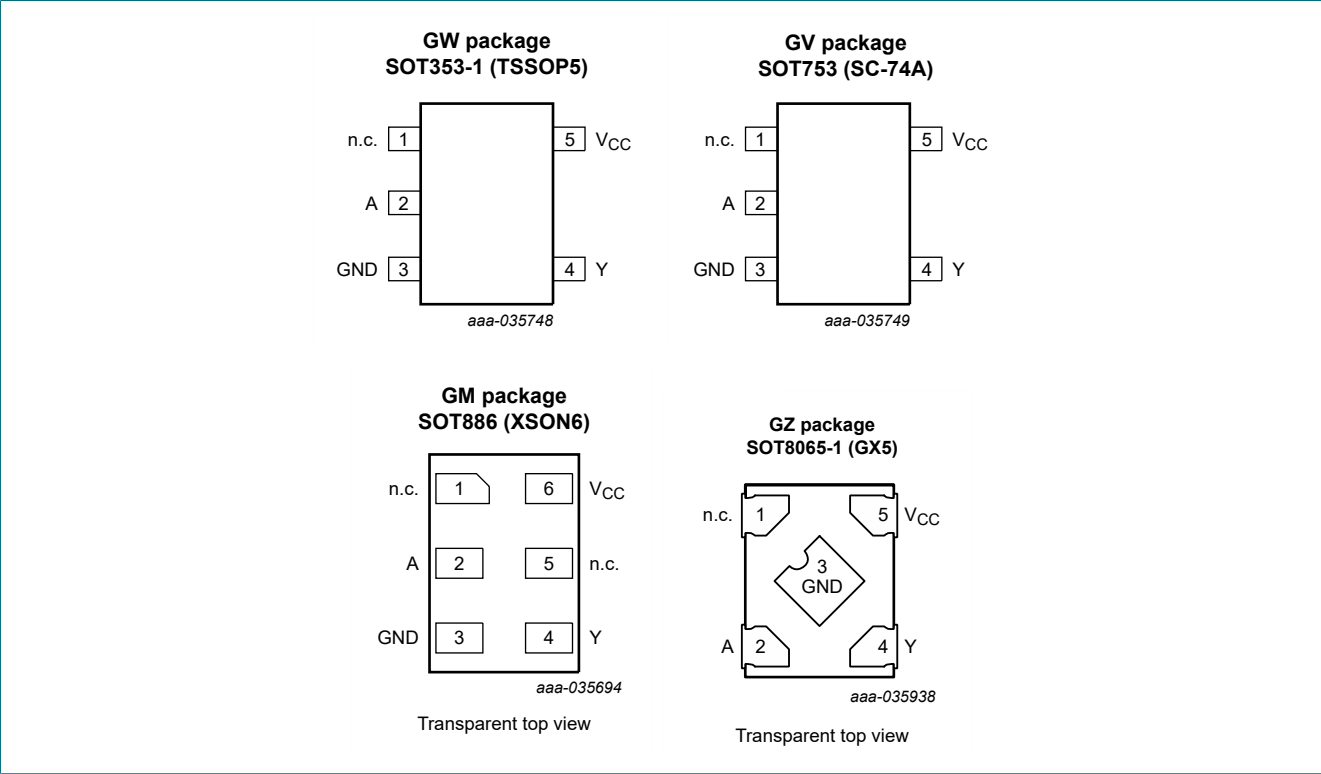 GW package
SOT353-1 (TSSOP5)
n.c. 1
5 VCC
A 2
GND 3
4 Y
aaa-035748
GV package
SOT753 (SC-74A)
n.c. 1
5 VCC
A 2
GND 3
4 Y
aaa-035749
GM package
SOT886 (XSON6)
n.c. 1
6 VCC
A 2
5 n.c.
GND 3
4 Y
aaa-035694
Transparent top view
GZ package
SOT8065-1 (GX5)
n.c. 1
5 VCC
3
GND
A 2
4 Y
aaa-035938
Transparent top view